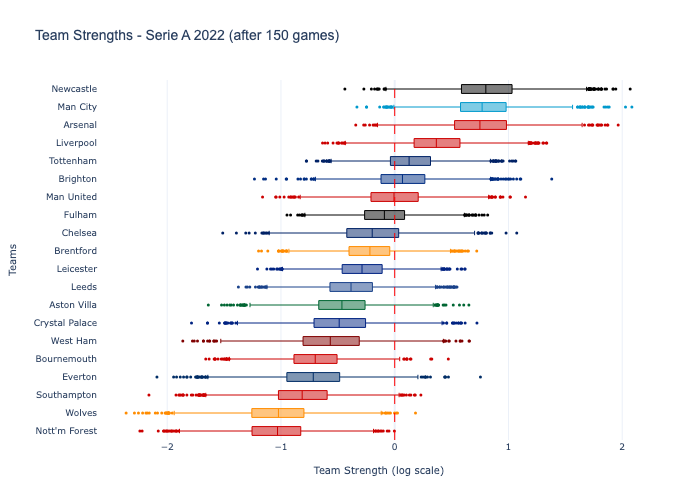 Team Strengths - Serie A 2022 (after 150 games)
Newcastle
Man City
Arsenal
Liverpool
Tottenham
Brighton
Man United
Fulham
Chelsea
Brentford
Leicester
Leeds
Aston Villa
Crystal Palace
West Ham
Bournemouth
Everton
Southampton
Wolves
Nott'm Forest
Teams
−2
−1
0
1
2
Team Strength (log scale)